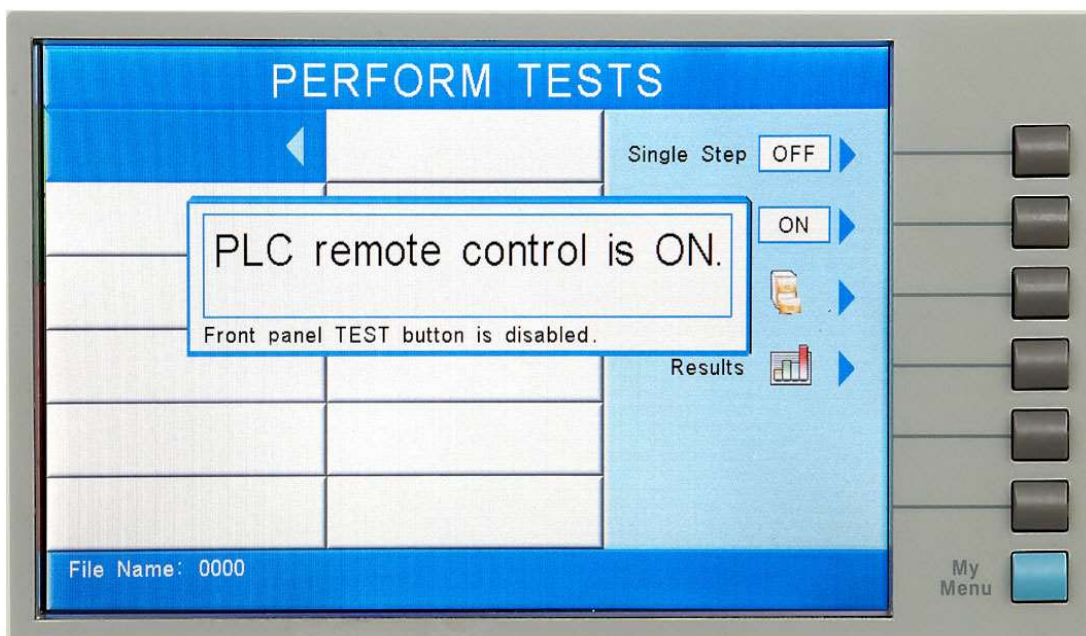 PERFORM TESTS
Single Step OFF
ON
PLC remote control is ON.
Front panel TEST button is disabled.
Results
File Name: 0000
My
Menu